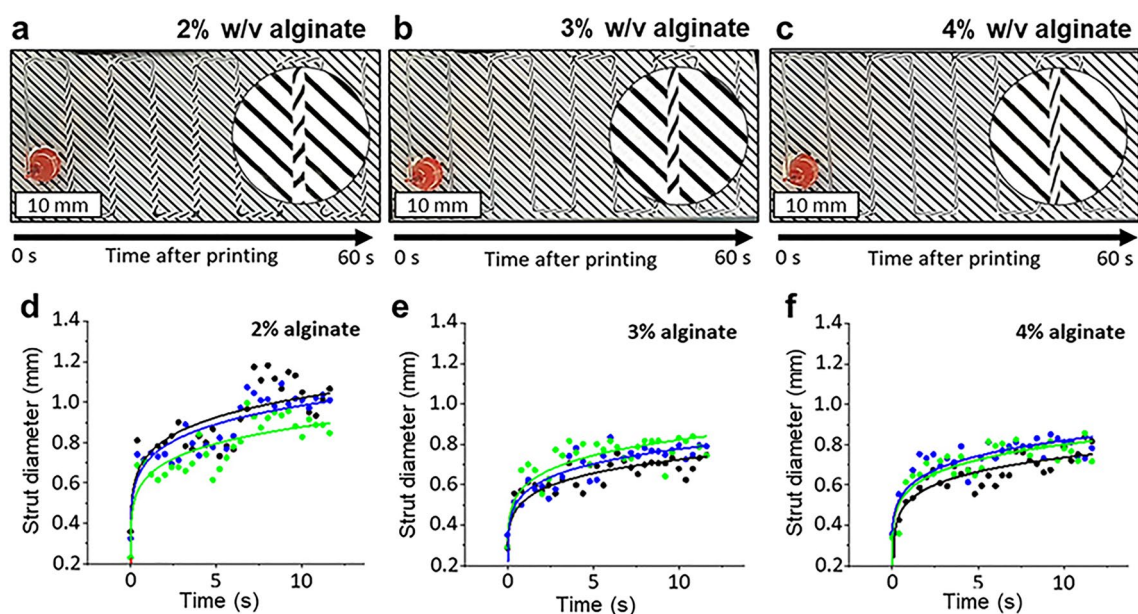 a 2% w/v alginate
b 3% w/v alginate
c 4% w/v alginate
10 mm
10 mm
10 mm
0 s Time after printing 60 s
0 s Time after printing 60 s
0 s Time after printing 60 s
d
2% alginate
Strut diameter (mm)
1.4
1.2
1.0
0.8
0.6
0.4
0.2
0 5 10
Time (s)
e
3% alginate
Strut diameter (mm)
1.4
1.2
1.0
0.8
0.6
0.4
0.2
0 5 10
Time (s)
f
4% alginate
Strut diameter (mm)
1.4
1.2
1.0
0.8
0.6
0.4
0.2
0 5 10
Time (s)